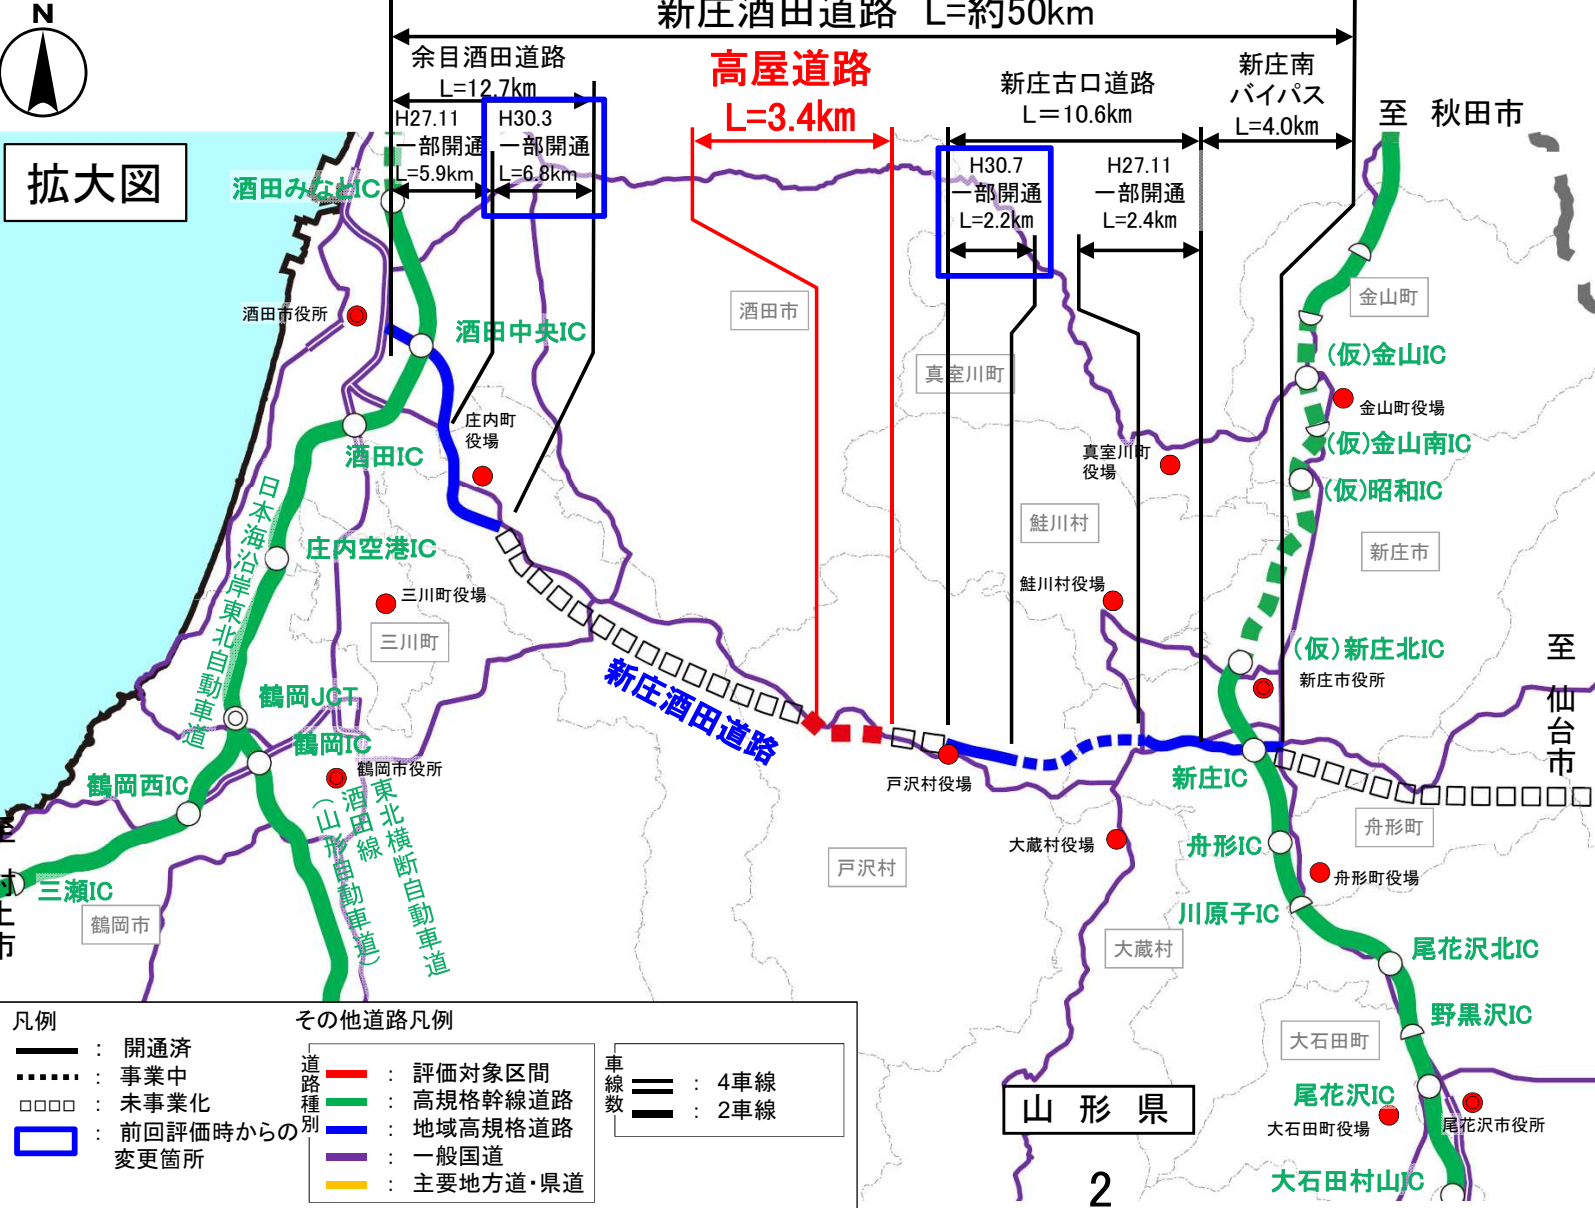 N
新庄酒田道路 L=約50km
余目酒田道路
L=12.7km
H27.11
一部開通
L=5.9km
H30.3
一部開通
L=6.8km
高屋道路
L=3.4km
新庄古口道路
L=10.6km
新庄南
バイパス
L=4.0km
H30.7
一部開通
L=2.2km
H27.11
一部開通
L=2.4km
至 秋田市
拡大図
酒田みなとIC
酒田市役所
酒田中央IC
酒田市
金山町
(仮)金山IC
真室川町
金山町役場
庄内町
役場
酒田IC
真室川町
役場
(仮)金山南IC
(仮)昭和IC
鮭川村
新庄市
日本海沿岸東北自動車道
庄内空港IC
三川町役場
三川町
鮭川村役場
(仮)新庄北IC
新庄市役所
至 仙台市
新庄酒田道路
鶴岡JCT
鶴岡IC
鶴岡市役所
鶴岡西IC
東北横断自動車道
酒田線
(山形自動車道)
戸沢村役場
新庄IC
大蔵村役場
舟形IC
舟形町
戸沢村
舟形町役場
至 村上市
三瀬IC
鶴岡市
川原子IC
大蔵村
尾花沢北IC
野黒沢IC
大石田町
尾花沢IC
大石田町役場
尾花沢市役所
大石田村山IC
山形県
凡例
: 開通済
: 事業中
: 未事業化
: 前回評価時からの
変更箇所
その他道路凡例
道路種別
: 評価対象区間
: 高規格幹線道路
: 地域高規格道路
: 一般国道
: 主要地方道・県道
車線数
: 4車線
: 2車線
2